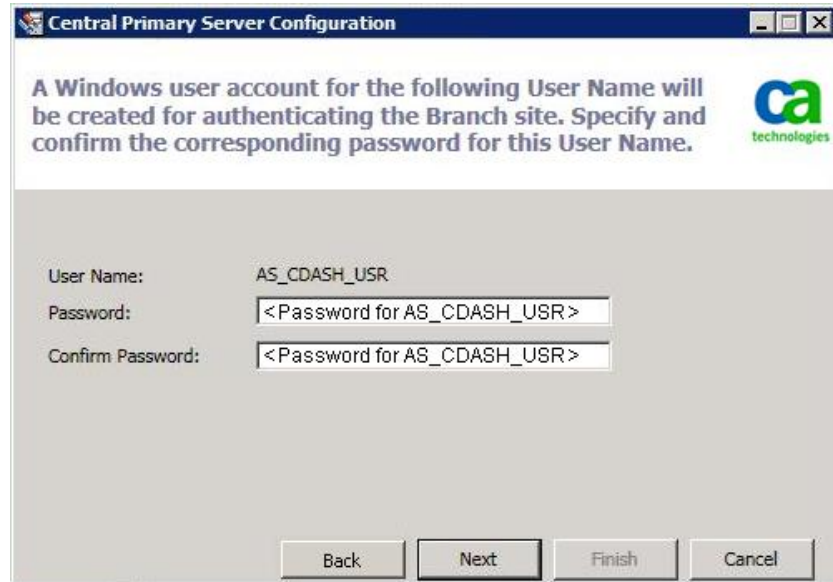 Central Primary Server Configuration
A Windows user account for the following User Name will
be created for authenticating the Branch site. Specify and
confirm the corresponding password for this User Name.
ca
technologies
User Name: AS_CDASH_USR
Password: <Password for AS_CDASH_USR>
Confirm Password: <Password for AS_CDASH_USR>
Back Next Finish Cancel